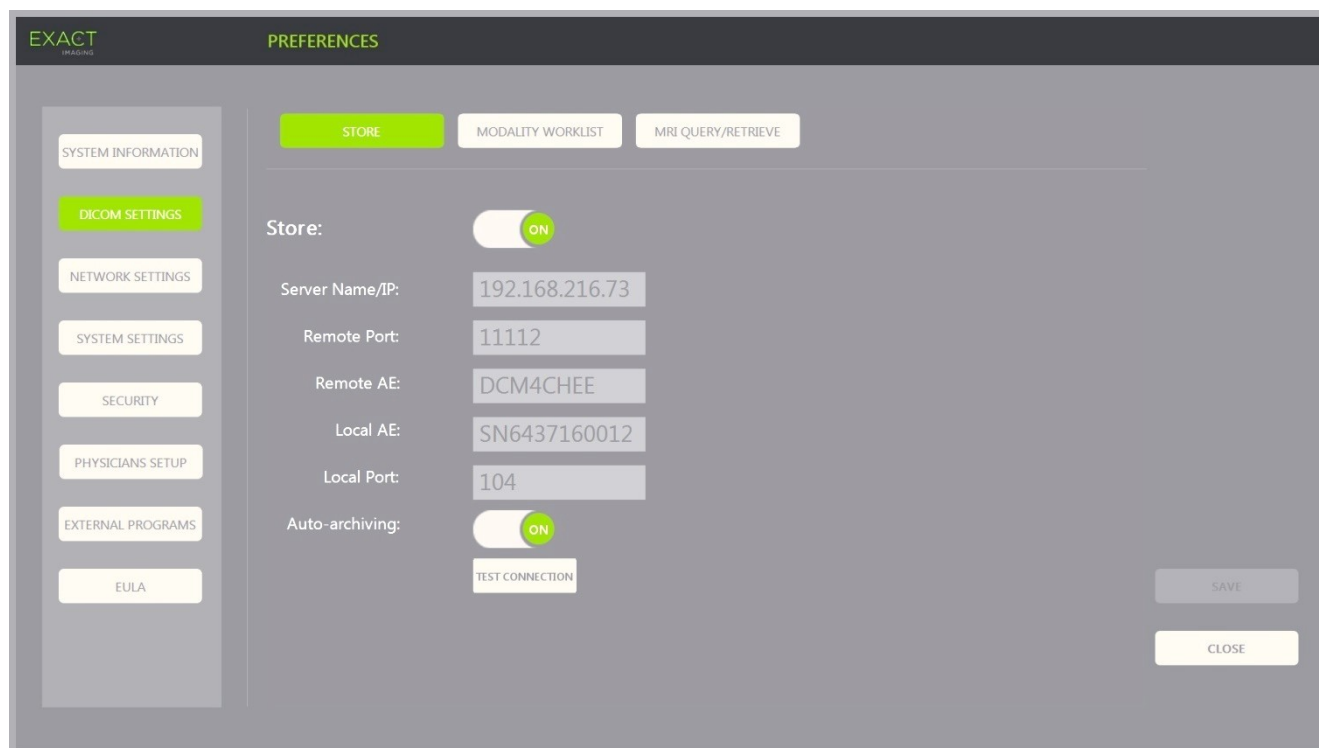 EXACT
IMAGING
PREFERENCES
STORE
MODALITY WORKLIST
MRI QUERY/RETRIEVE
SYSTEM INFORMATION
DICOM SETTINGS
NETWORK SETTINGS
SYSTEM SETTINGS
SECURITY
PHYSICIANS SETUP
EXTERNAL PROGRAMS
EULA
Store: ON
Server Name/IP: 192.168.216.73
Remote Port: 11112
Remote AE: DCM4CHEE
Local AE: SN6437160012
Local Port: 104
Auto-archiving: ON
TEST CONNECTION
SAVE
CLOSE